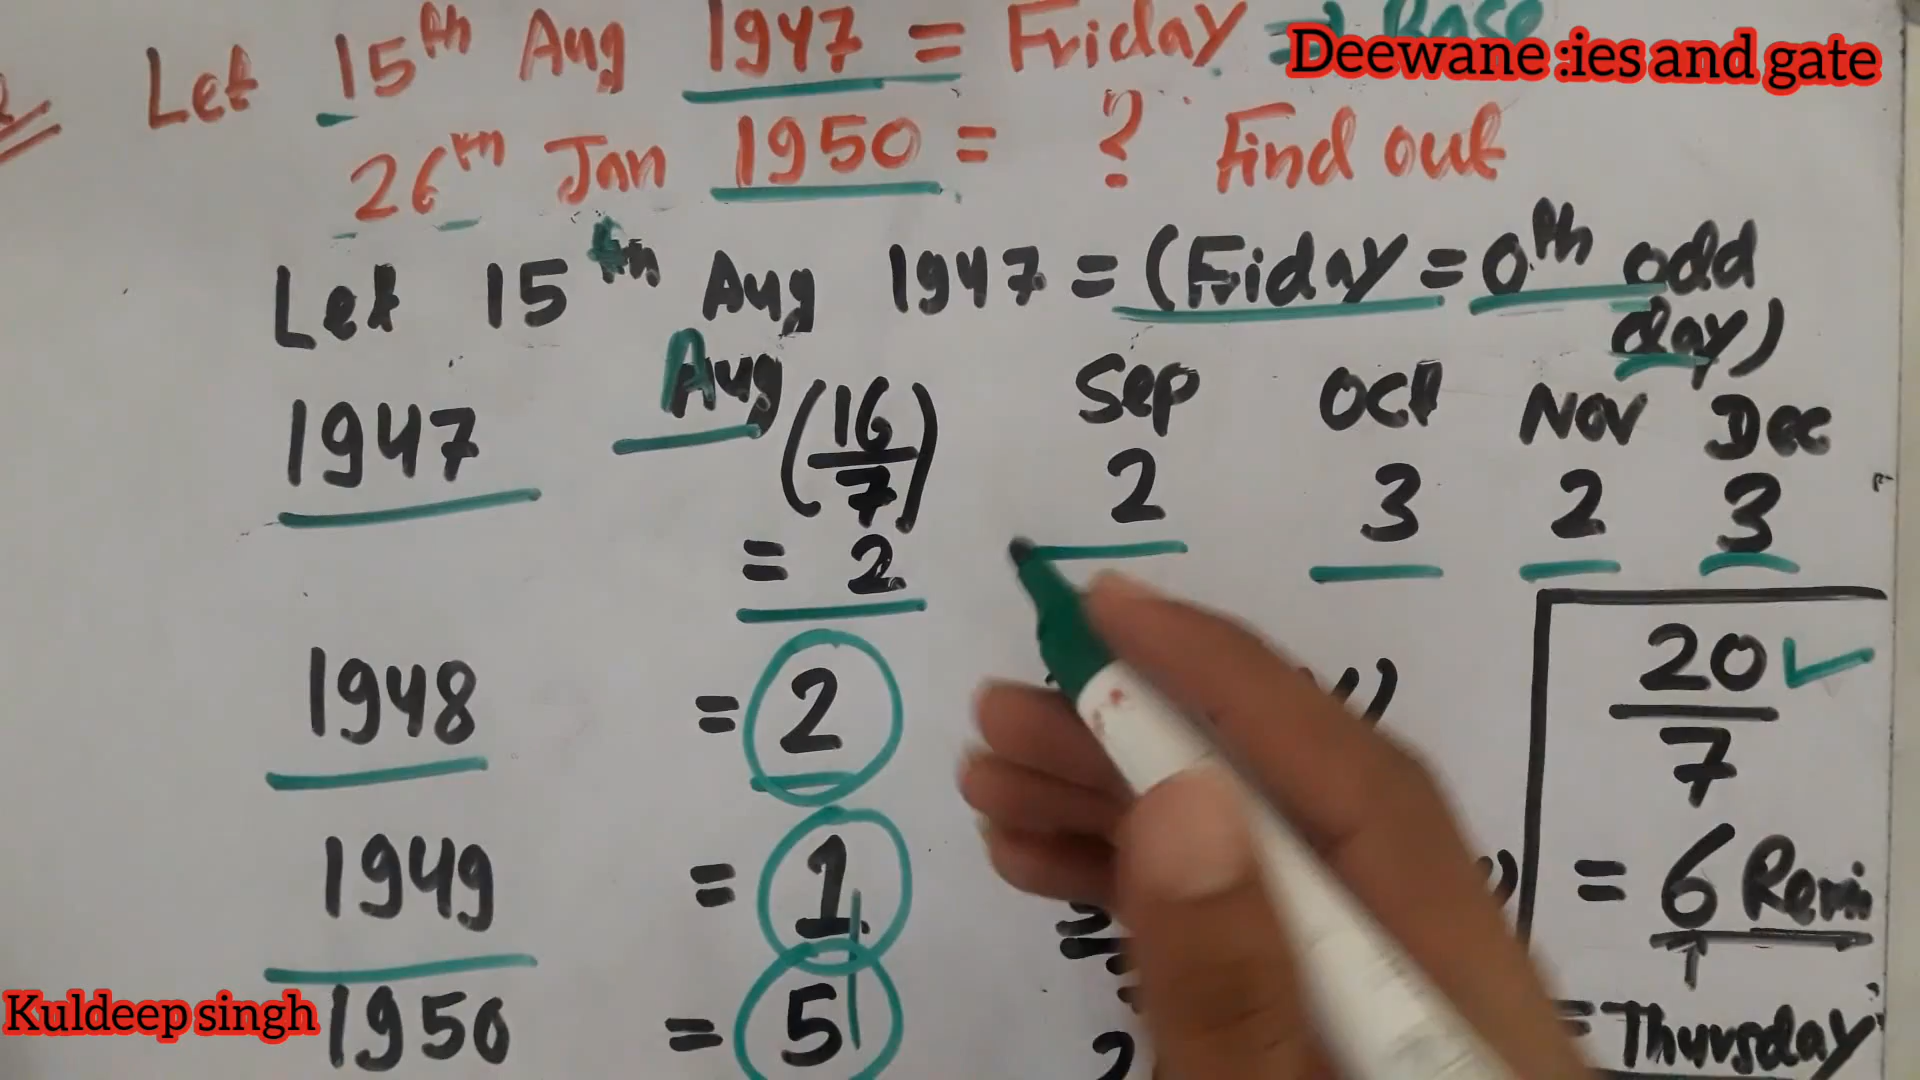 Let 15th Aug 1947 = Friday ⇒ Base
Deewane :ies and gate
26th Jan 1950 = ? Find out
Let 15th Aug 1947 = (Friday = 0th odd
day)
1947 Aug (16/7) Sep Oct Nov Dec
= 2 2 3 2 3
1948 = 2
20/7
1949 = 1
= 6 Remi
1950 = 5
= Thursday
Kuldeep singh